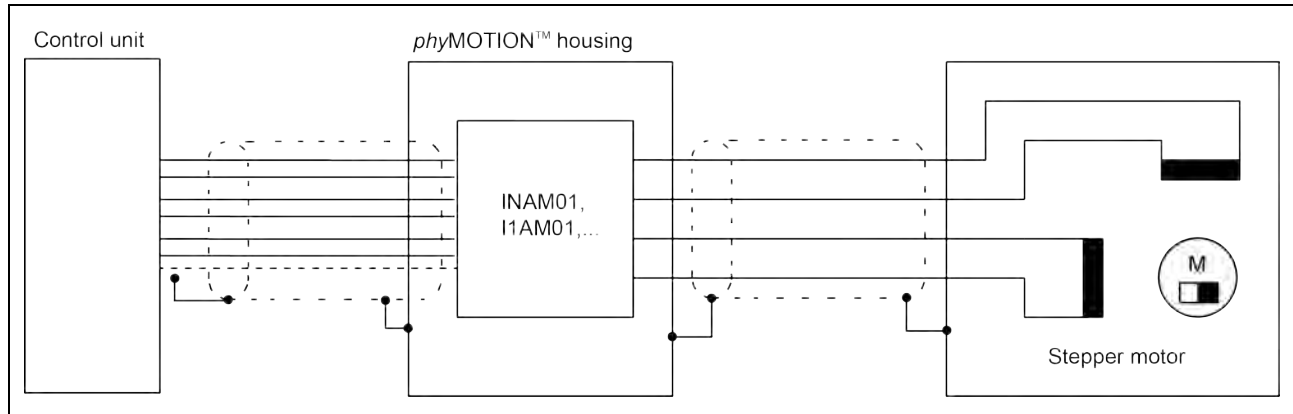 Control unit
phyMOTION™ housing
INAM01,
I1AM01,...
M
Stepper motor